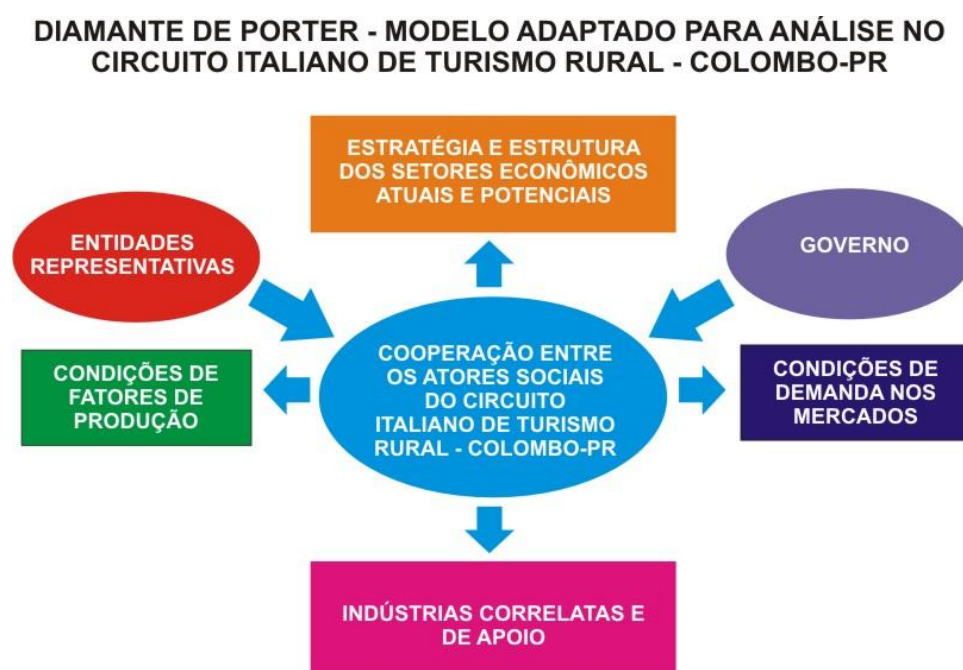 DIAMANTE DE PORTER - MODELO ADAPTADO PARA ANÁLISE NO
CIRCUITO ITALIANO DE TURISMO RURAL - COLOMBO-PR
ESTRATÉGIA E ESTRUTURA
DOS SETORES ECONÔMICOS
ATUAIS E POTENCIAIS
ENTIDADES
REPRESENTATIVAS
GOVERNO
CONDIÇÕES DE
FATORES DE
PRODUÇÃO
COOPERAÇÃO ENTRE
OS ATORES SOCIAIS
DO CIRCUITO
ITALIANO DE TURISMO
RURAL - COLOMBO-PR
CONDIÇÕES DE
DEMANDA NOS
MERCADOS
INDÚSTRIAS CORRELATAS E
DE APOIO